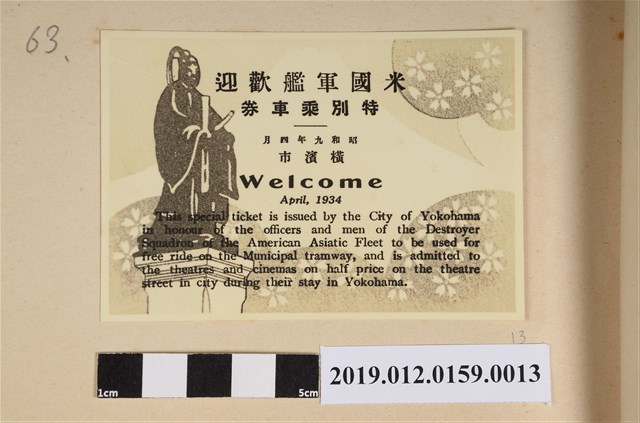 63.
迎歡艦軍國米
券車乘別特
月四年九和昭
市濱橫
Welcome
April, 1934
This special ticket is issued by the City of Yokohama
in honour of the officers and men of the Destroyer
Squadron of the American Asiatic Fleet to be used for
free ride on the Municipal tramway, and is admitted to
the theatres and cinemas on half price on the theatre
street in city during their stay in Yokohama.
13
1cm 5cm
2019.012.0159.0013